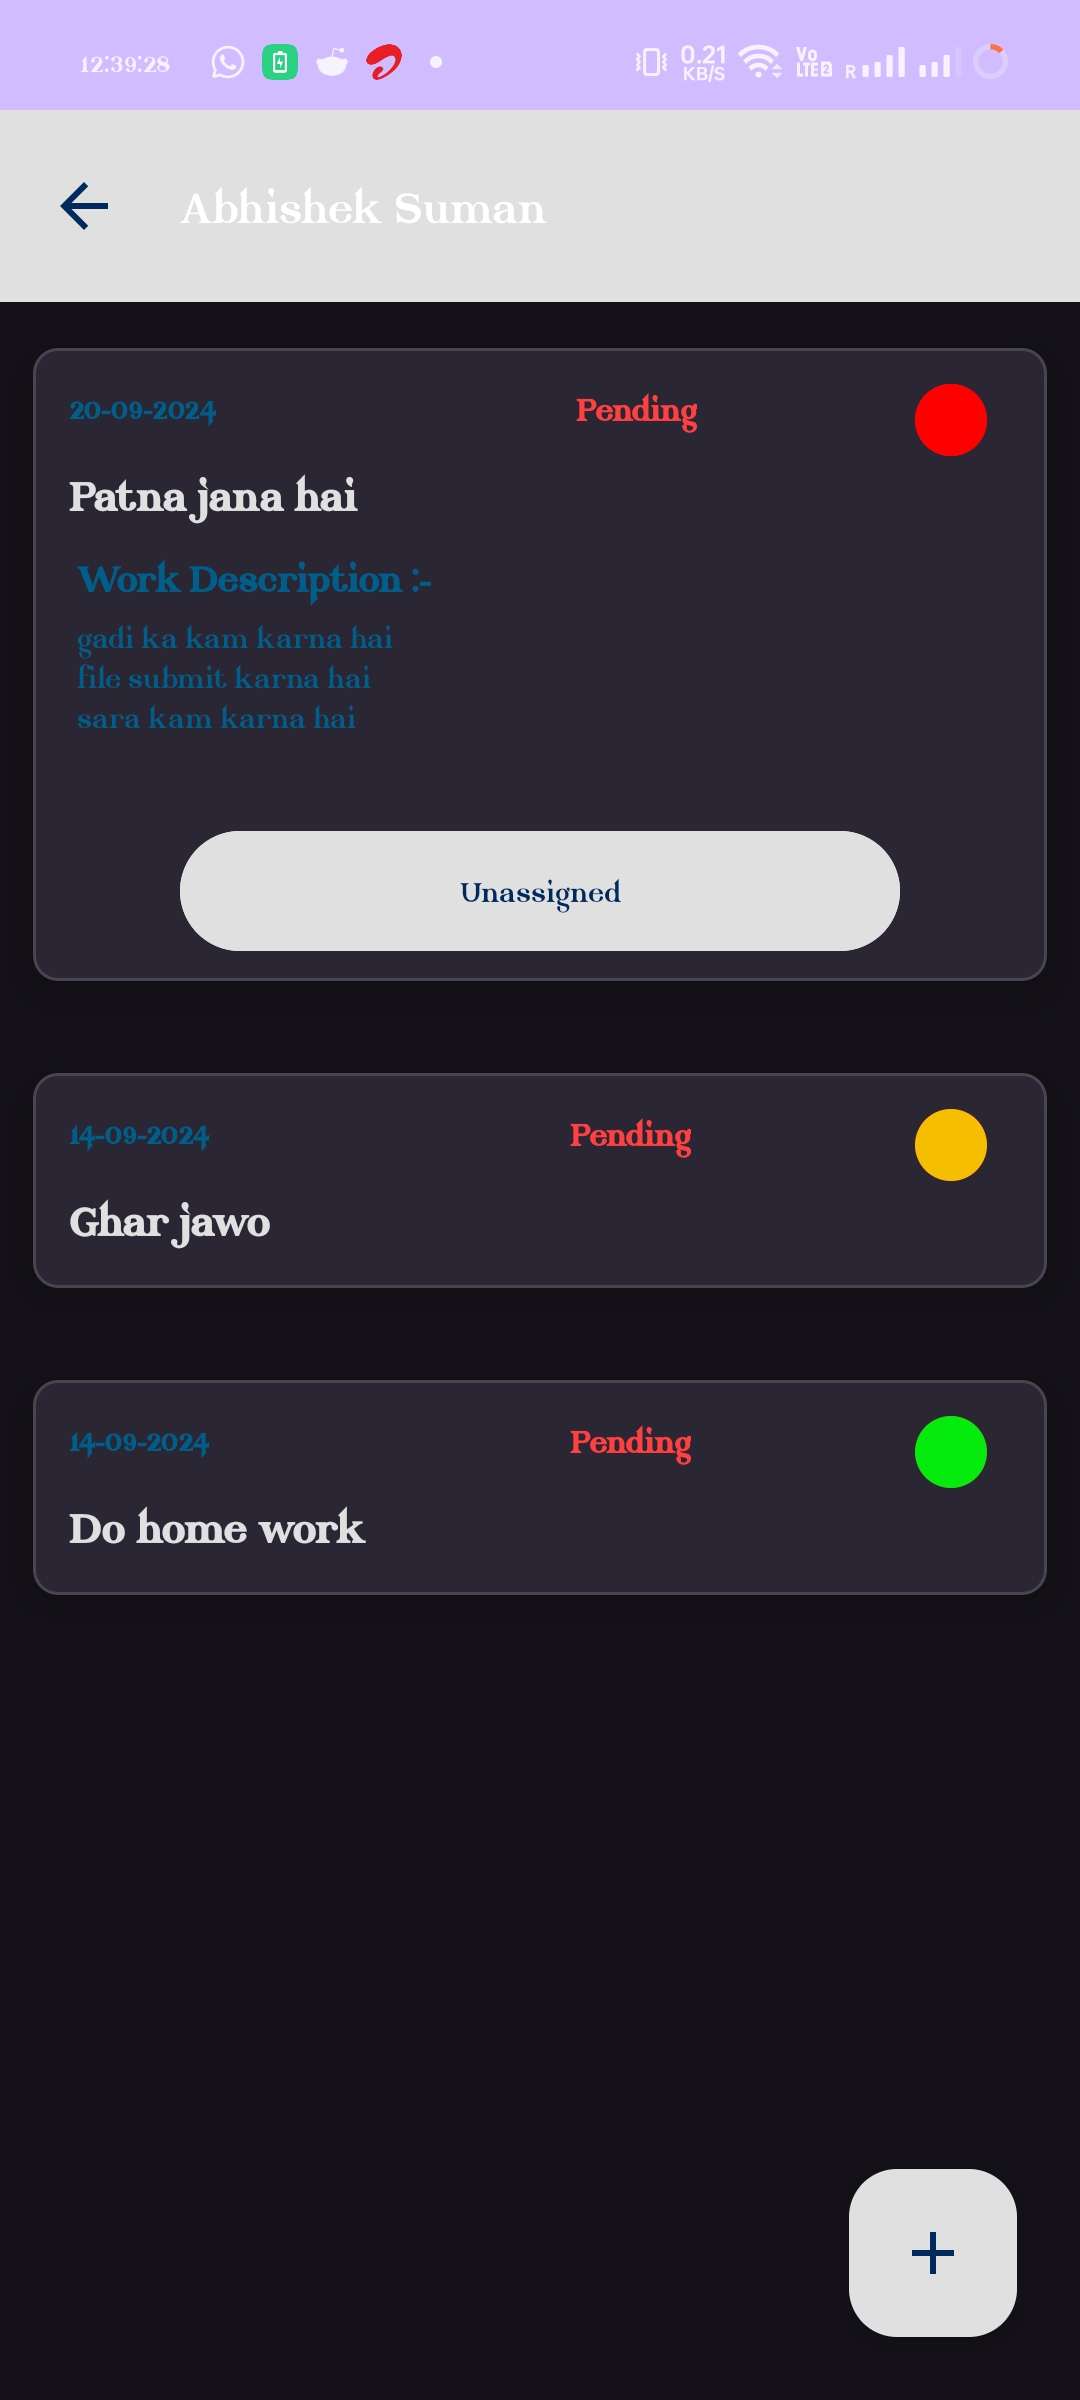 12:39:28
0.21
KB/S
Vo
LTE 2
R
Abhishek Suman
20-09-2024
Pending
Patna jana hai
Work Description :-
gadi ka kam karna hai
file submit karna hai
sara kam karna hai
Unassigned
14-09-2024
Pending
Ghar jawo
14-09-2024
Pending
Do home work